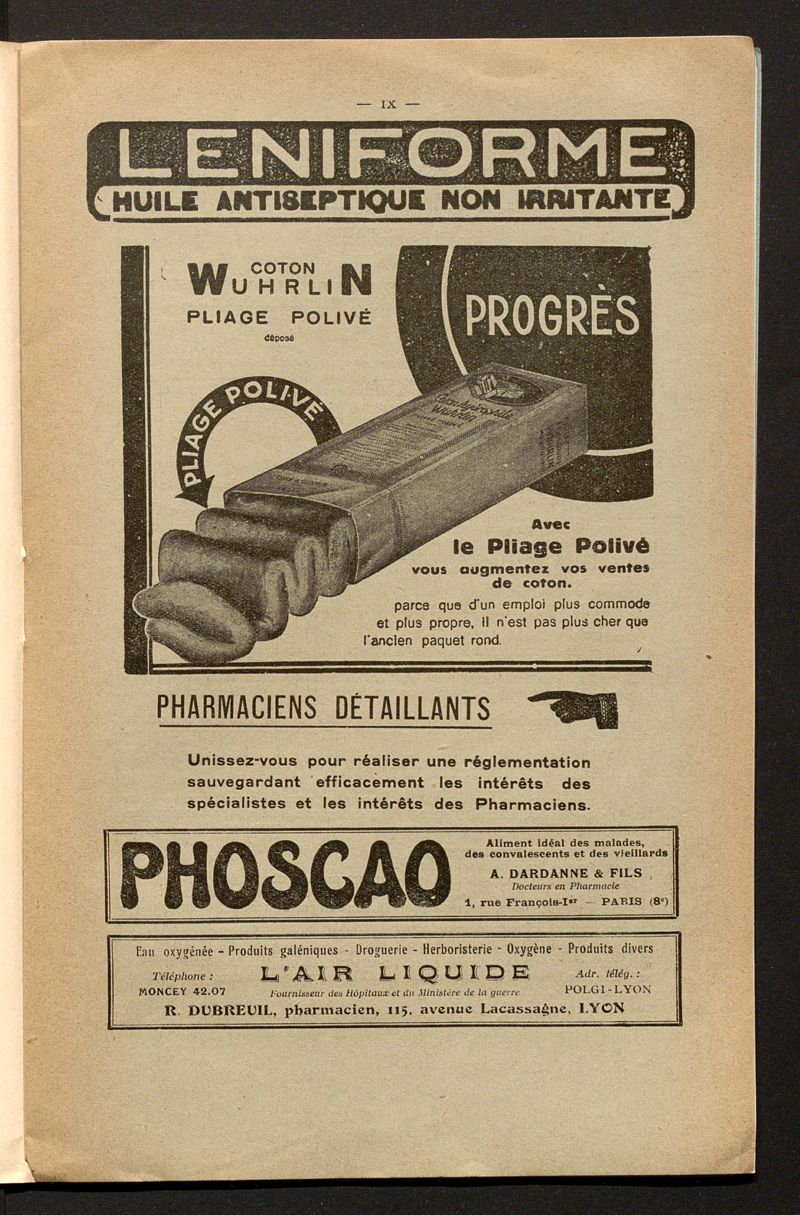 — IX —
LENIFORME
HUILE ANTISEPTIQUE NON IRRITANTE
COTON
WUHRLIN
PLIAGE POLIVÉ
déposé
PROGRÈS
PLIAGE POLIVÉ
Coton hydrophile
Wuhrlin
Avec
le Pliage Polivé
vous augmentez vos ventes
de coton.
parce que d'un emploi plus commode
et plus propre, il n'est pas plus cher que
l'ancien paquet rond.
PHARMACIENS DÉTAILLANTS
Unissez-vous pour réaliser une réglementation
sauvegardant efficacement les intérêts des
spécialistes et les intérêts des Pharmaciens.
PHOSCAO
Aliment idéal des malades,
des convalescents et des vieillards
A. DARDANNE & FILS
Docteurs en Pharmacie
1, rue François-Iᵉʳ — PARIS (8ᵉ)
Eau oxygénée - Produits galéniques - Droguerie - Herboristerie - Oxygène - Produits divers
Téléphone :
MONCEY 42.07
L'AIR LIQUIDE
Fournisseur des Hôpitaux et du Ministère de la guerre
Adr. télég. :
POLGI-LYON
R. DUBREUIL, pharmacien, 115, avenue Lacassagne, LYON